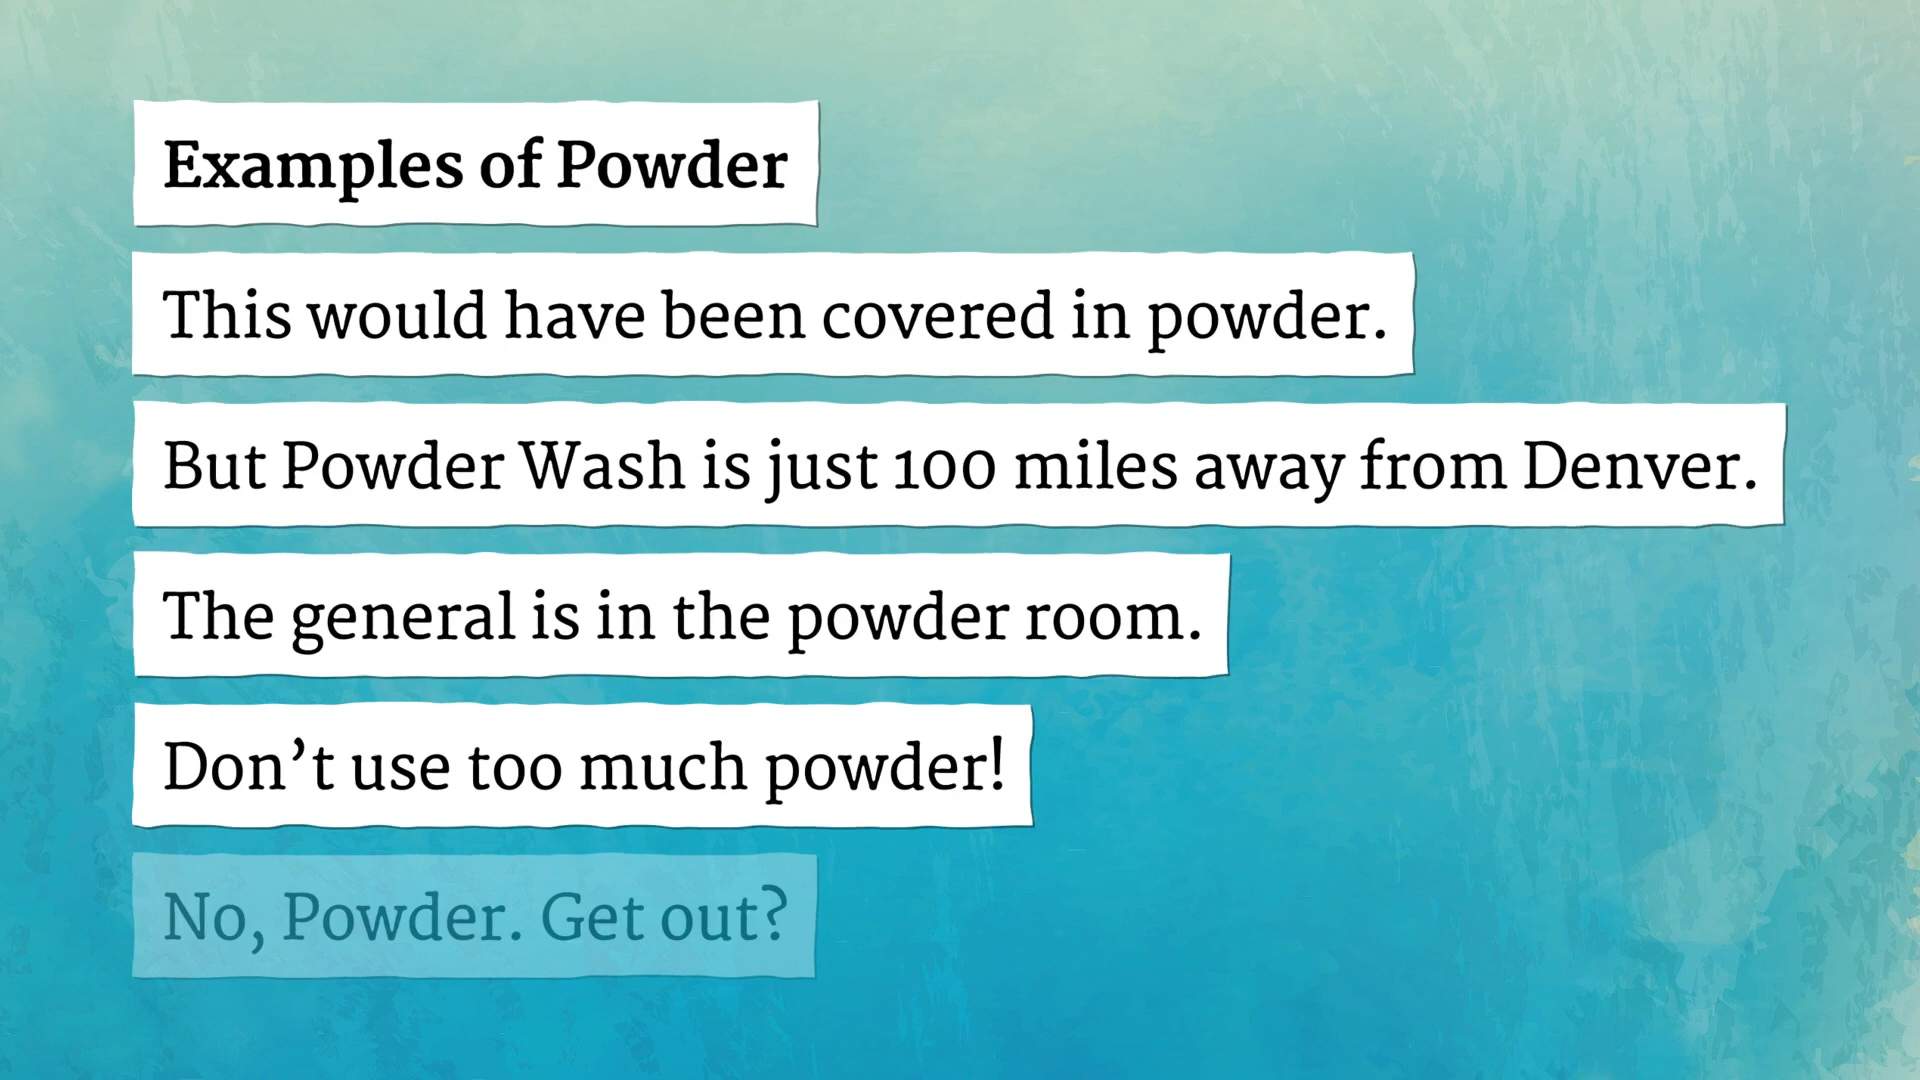 Examples of Powder
This would have been covered in powder.
But Powder Wash is just 100 miles away from Denver.
The general is in the powder room.
Don’t use too much powder!
No, Powder. Get out?